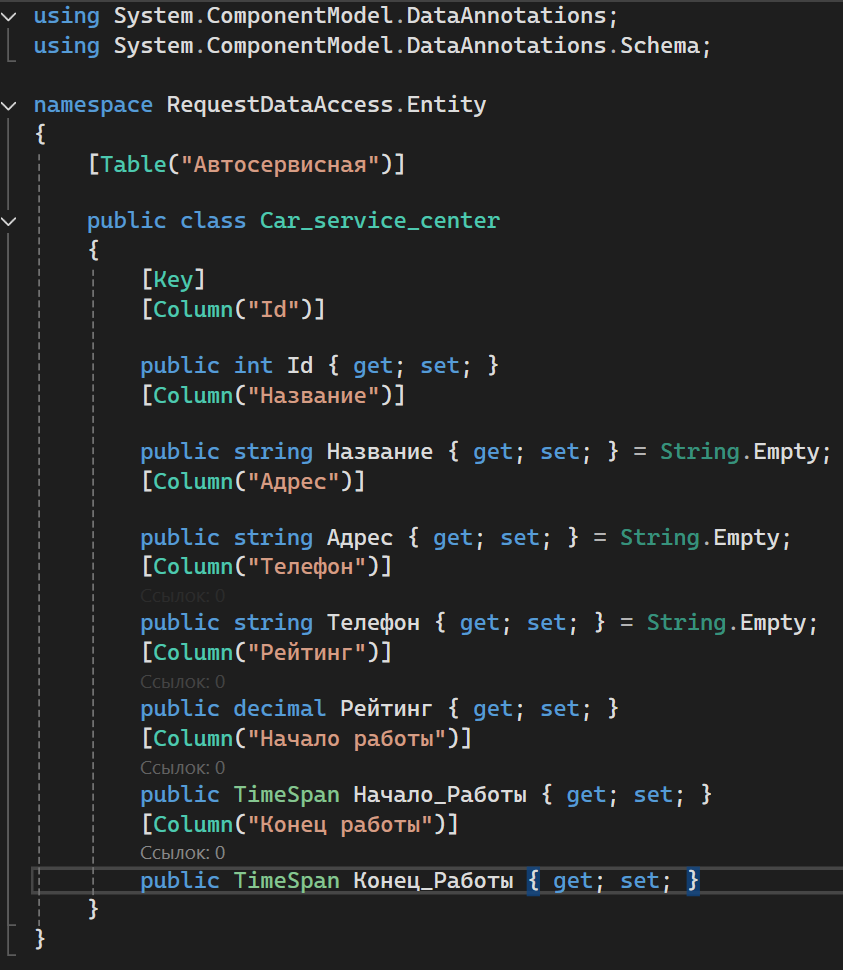 using System.ComponentModel.DataAnnotations;
using System.ComponentModel.DataAnnotations.Schema;
namespace RequestDataAccess.Entity
{
[Table("Автосервисная")]
public class Car_service_center
{
[Key]
[Column("Id")]
public int Id { get; set; }
[Column("Название")]
public string Название { get; set; } = String.Empty;
[Column("Адрес")]
public string Адрес { get; set; } = String.Empty;
[Column("Телефон")]
Ссылок: 0
public string Телефон { get; set; } = String.Empty;
[Column("Рейтинг")]
Ссылок: 0
public decimal Рейтинг { get; set; }
[Column("Начало работы")]
Ссылок: 0
public TimeSpan Начало_Работы { get; set; }
[Column("Конец работы")]
Ссылок: 0
public TimeSpan Конец_Работы { get; set; }
}
}